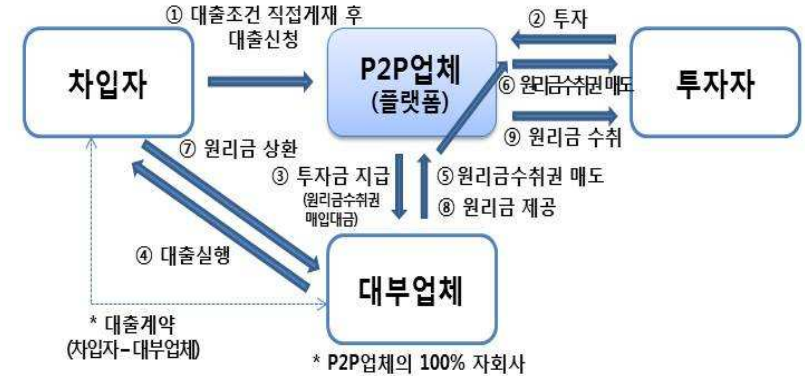 ① 대출조건 직접게재 후
대출신청
② 투자
차입자
P2P업체
(플랫폼)
투자자
⑥ 원리금수취권 매도
⑨ 원리금 수취
⑦ 원리금 상환
③ 투자금 지급
(원리금수취권
매입대금)
⑤원리금수취권 매도
⑧ 원리금 제공
④ 대출실행
대부업체
* 대출계약
(차입자–대부업체)
* P2P업체의 100% 자회사